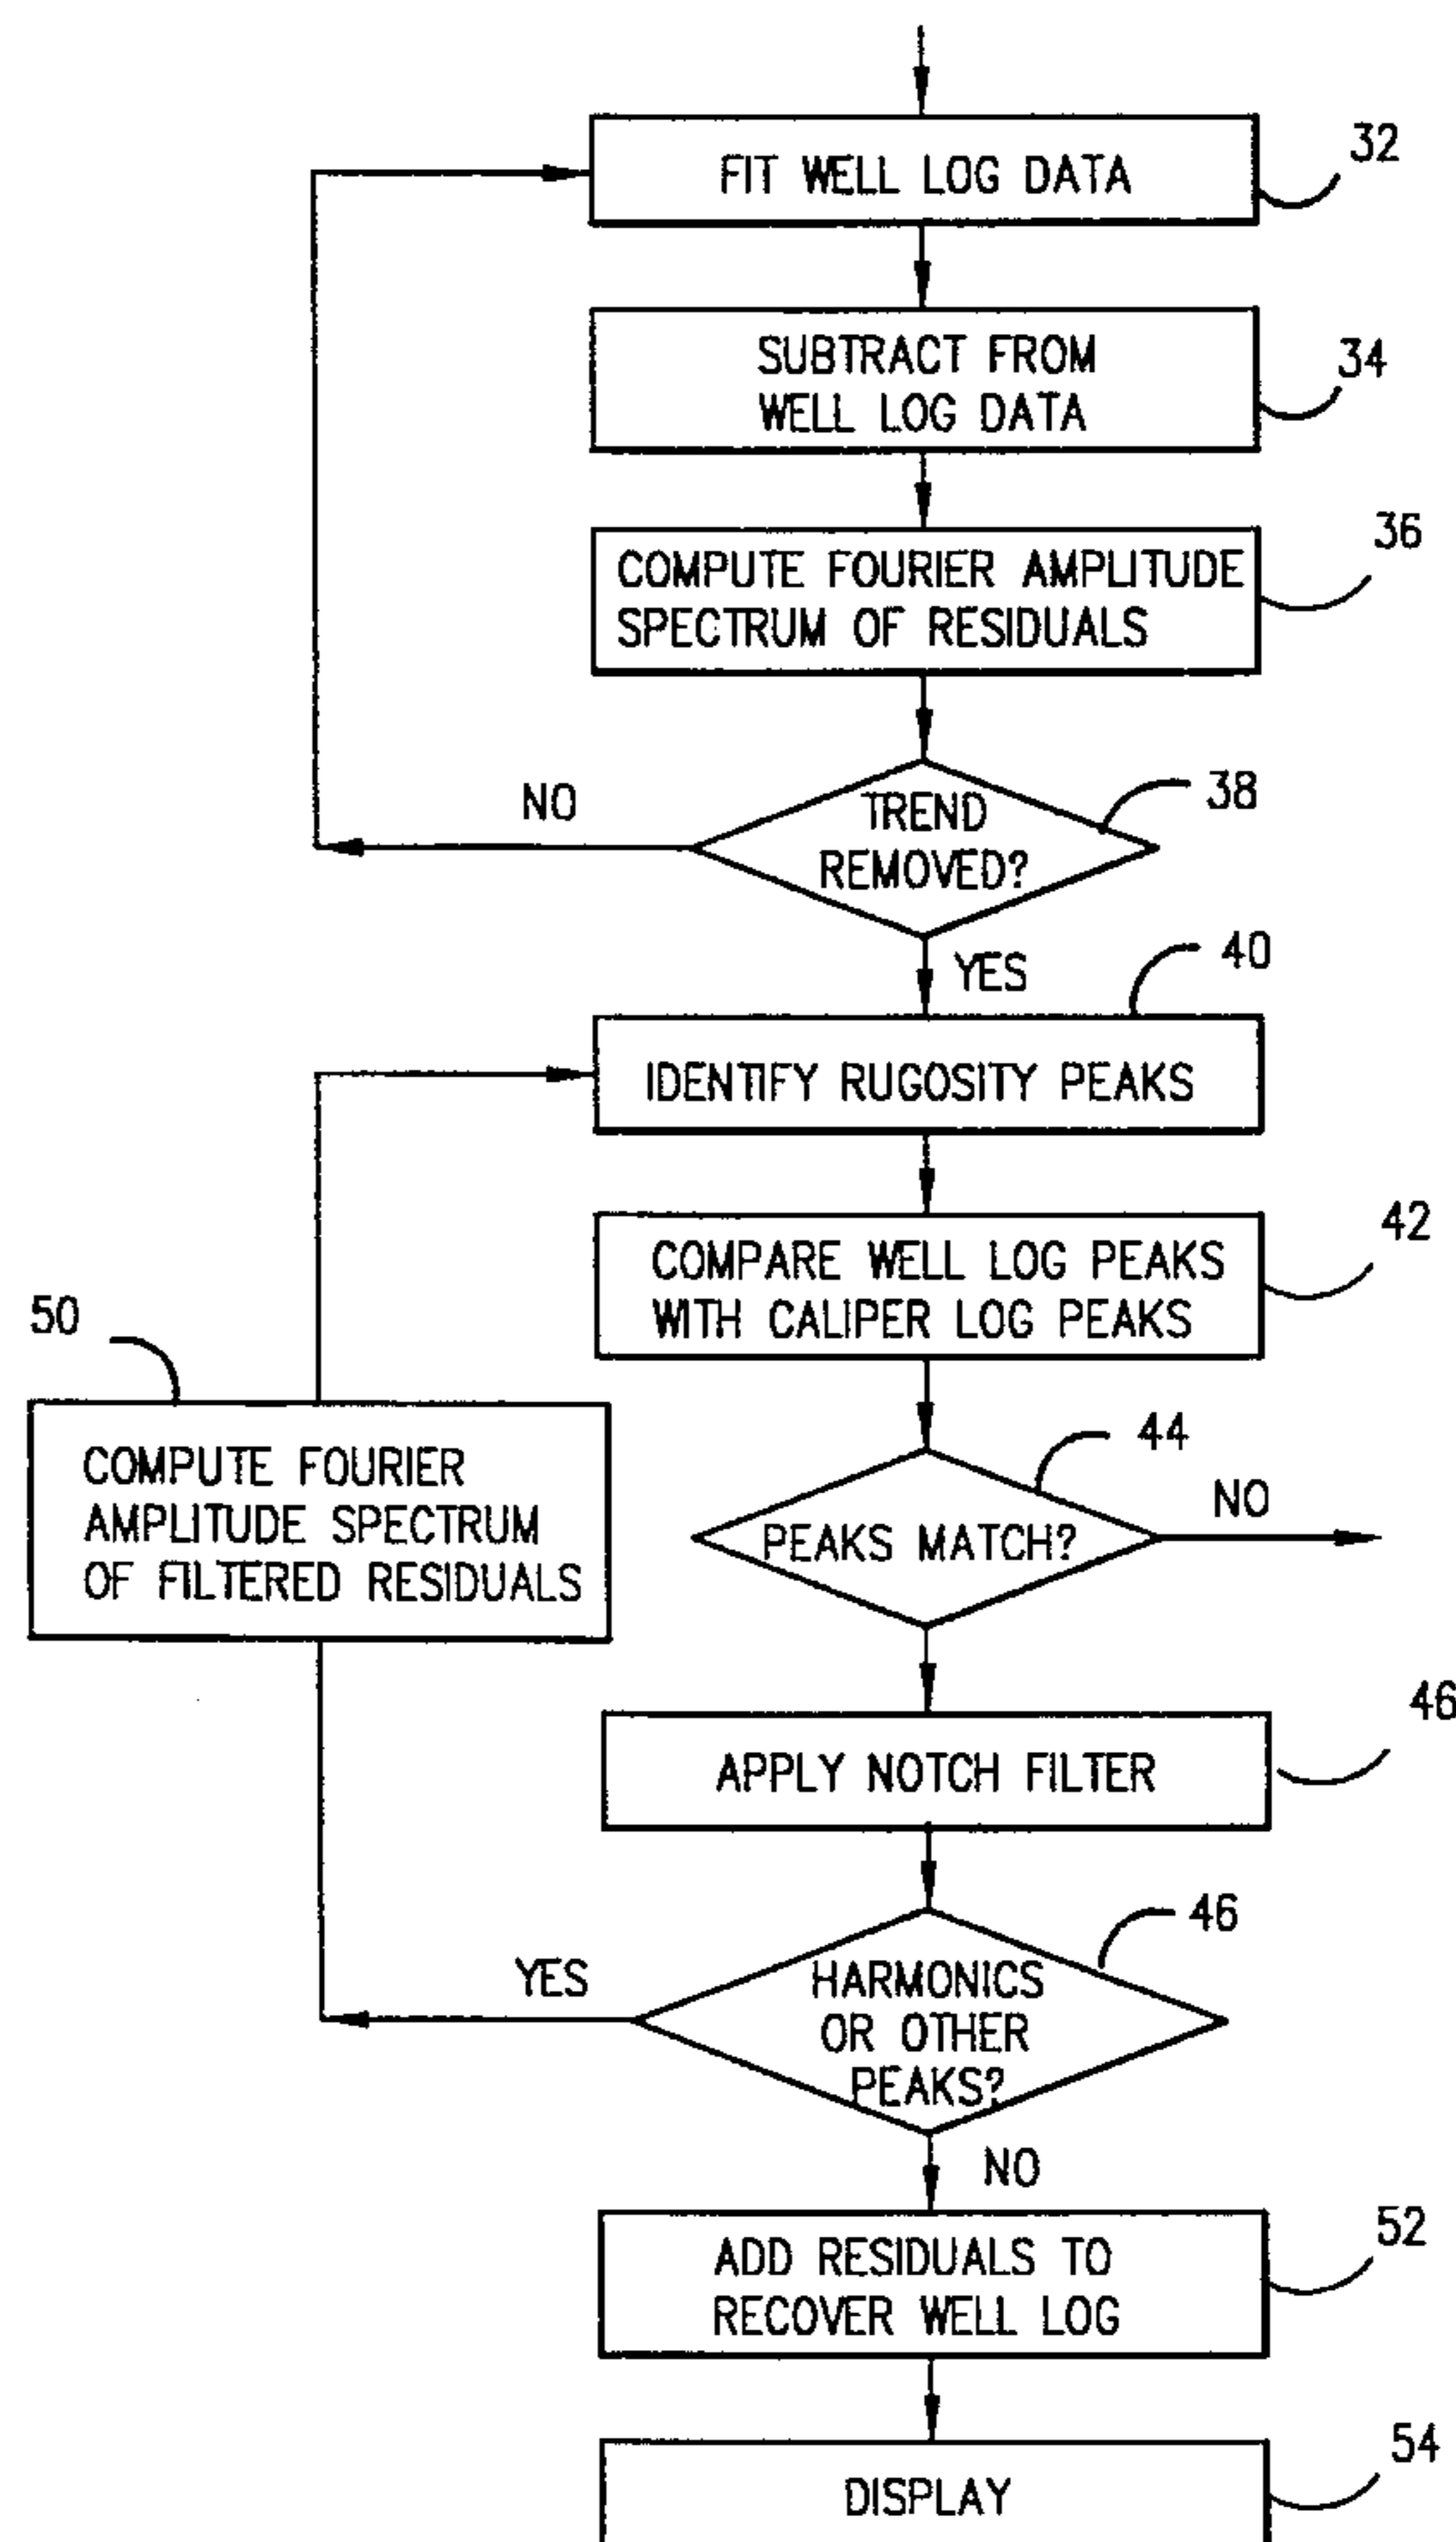 FIT WELL LOG DATA
32
SUBTRACT FROM
WELL LOG DATA
34
COMPUTE FOURIER AMPLITUDE
SPECTRUM OF RESIDUALS
36
TREND
REMOVED?
38
NO
YES
40
IDENTIFY RUGOSITY PEAKS
COMPARE WELL LOG PEAKS
WITH CALIPER LOG PEAKS
42
50
COMPUTE FOURIER
AMPLITUDE SPECTRUM
OF FILTERED RESIDUALS
44
PEAKS MATCH?
NO
APPLY NOTCH FILTER
46
46
HARMONICS
OR OTHER
PEAKS?
YES
NO
ADD RESIDUALS TO
RECOVER WELL LOG
52
DISPLAY
54